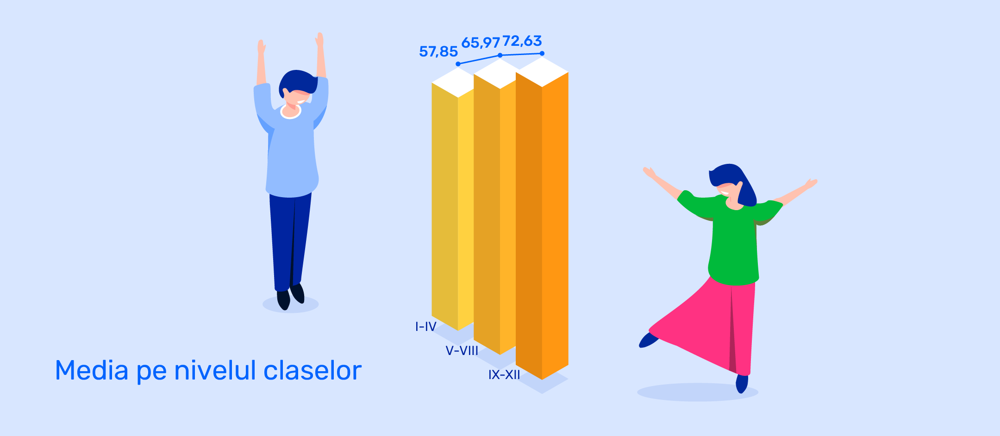 57,85
65,97
72,63
I-IV
V-VIII
IX-XII
Media pe nivelul claselor